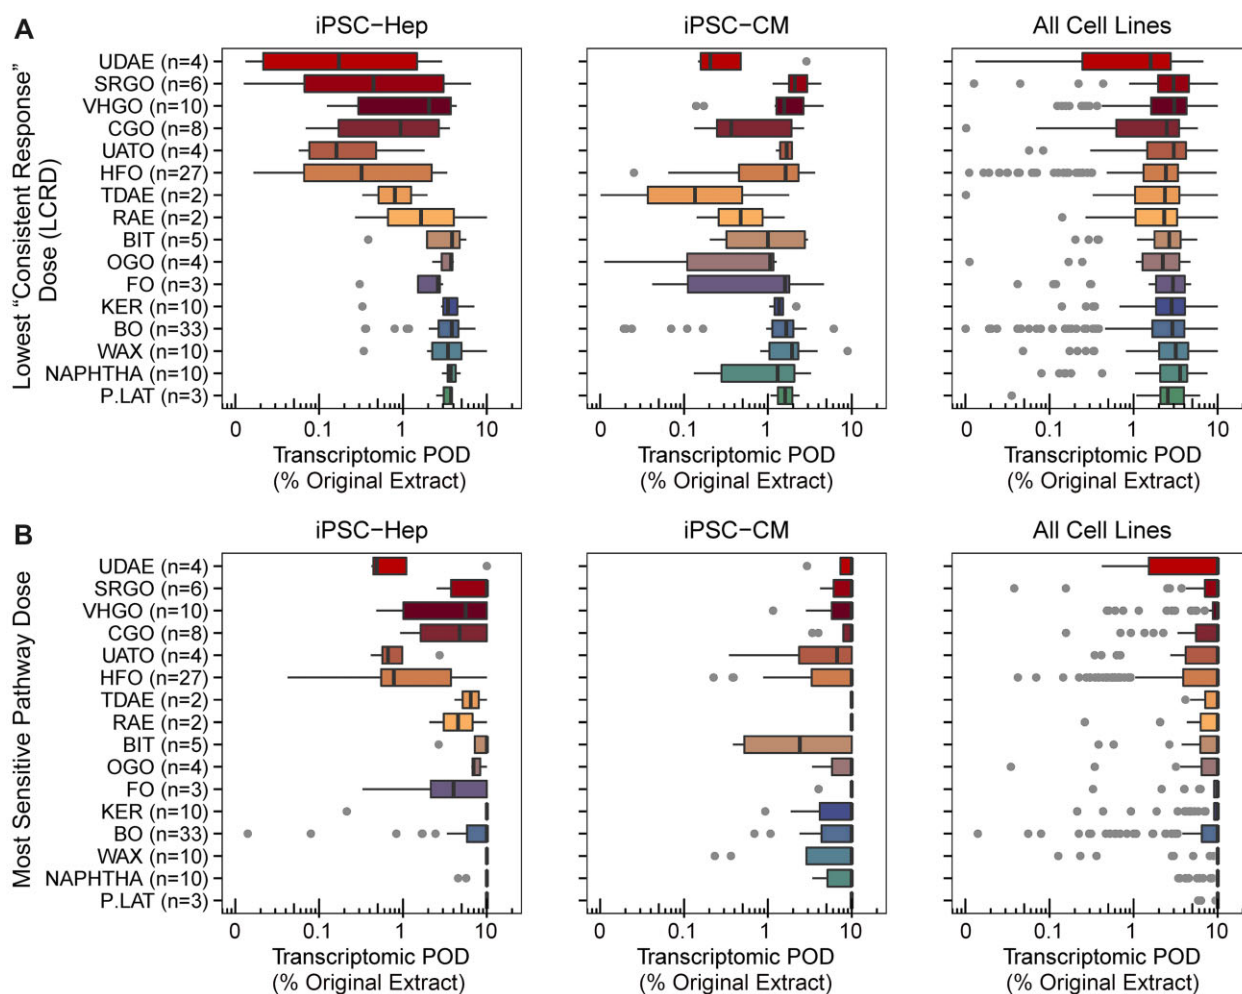 A
iPSC−Hep
iPSC−CM
All Cell Lines
Lowest “Consistent Response”
Dose (LCRD)
UDAE (n=4)
SRGO (n=6)
VHGO (n=10)
CGO (n=8)
UATO (n=4)
HFO (n=27)
TDAE (n=2)
RAE (n=2)
BIT (n=5)
OGO (n=4)
FO (n=3)
KER (n=10)
BO (n=33)
WAX (n=10)
NAPHTHA (n=10)
P.LAT (n=3)
0 0.1 1 10
0 0.1 1 10
0 0.1 1 10
Transcriptomic POD
(% Original Extract)
Transcriptomic POD
(% Original Extract)
Transcriptomic POD
(% Original Extract)
B
iPSC−Hep
iPSC−CM
All Cell Lines
Most Sensitive Pathway Dose
UDAE (n=4)
SRGO (n=6)
VHGO (n=10)
CGO (n=8)
UATO (n=4)
HFO (n=27)
TDAE (n=2)
RAE (n=2)
BIT (n=5)
OGO (n=4)
FO (n=3)
KER (n=10)
BO (n=33)
WAX (n=10)
NAPHTHA (n=10)
P.LAT (n=3)
0 0.1 1 10
0 0.1 1 10
0 0.1 1 10
Transcriptomic POD
(% Original Extract)
Transcriptomic POD
(% Original Extract)
Transcriptomic POD
(% Original Extract)